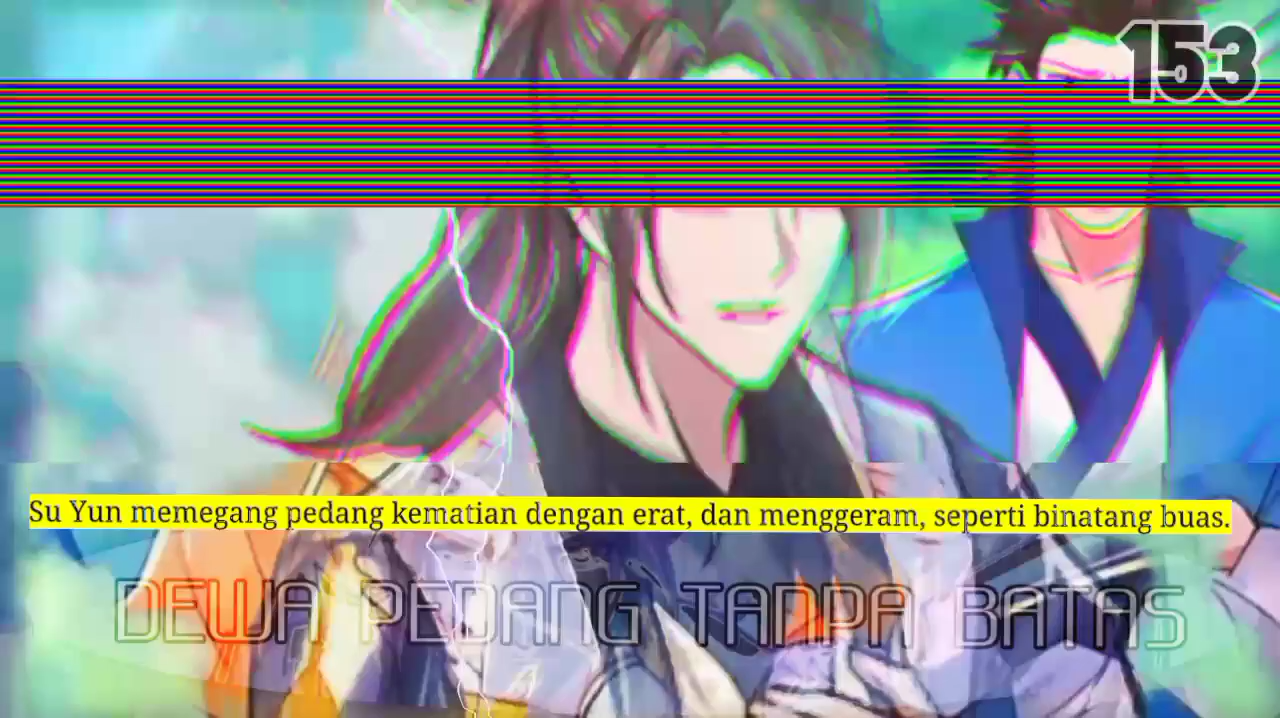 153
Su Yun memegang pedang kematian dengan erat, dan menggeram, seperti binatang buas.
DEWA PEDANG TANPA BATAS